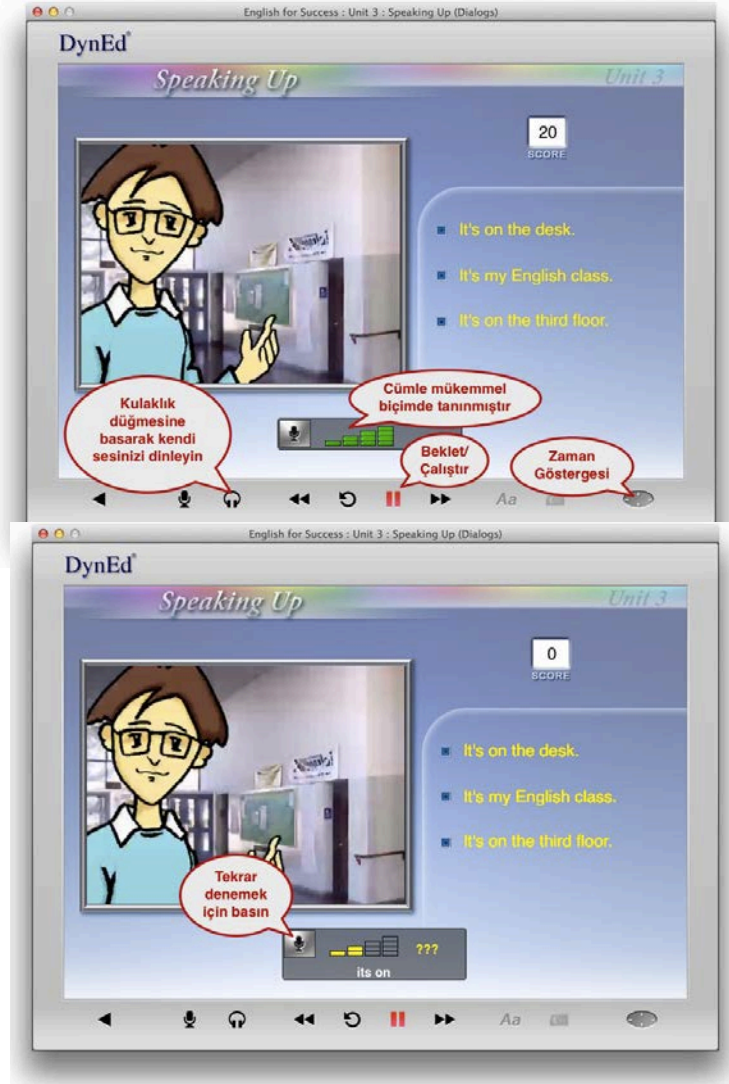 English for Success : Unit 3 : Speaking Up (Dialogs)
DynEd
Speaking Up
Unit 3
20
SCORE
It's on the desk.
It's my English class.
It's on the third floor.
Kulaklık
düğmesine
basarak kendi
sesinizi dinleyin
Cümle mükemmel
biçimde tanınmıştır
Beklet/
Çalıştır
Zaman
Göstergesi
Aa
English for Success : Unit 3 : Speaking Up (Dialogs)
DynEd
Speaking Up
Unit 3
0
SCORE
It's on the desk.
It's my English class.
It's on the third floor.
Tekrar
denemek
için basın
???
its on
Aa